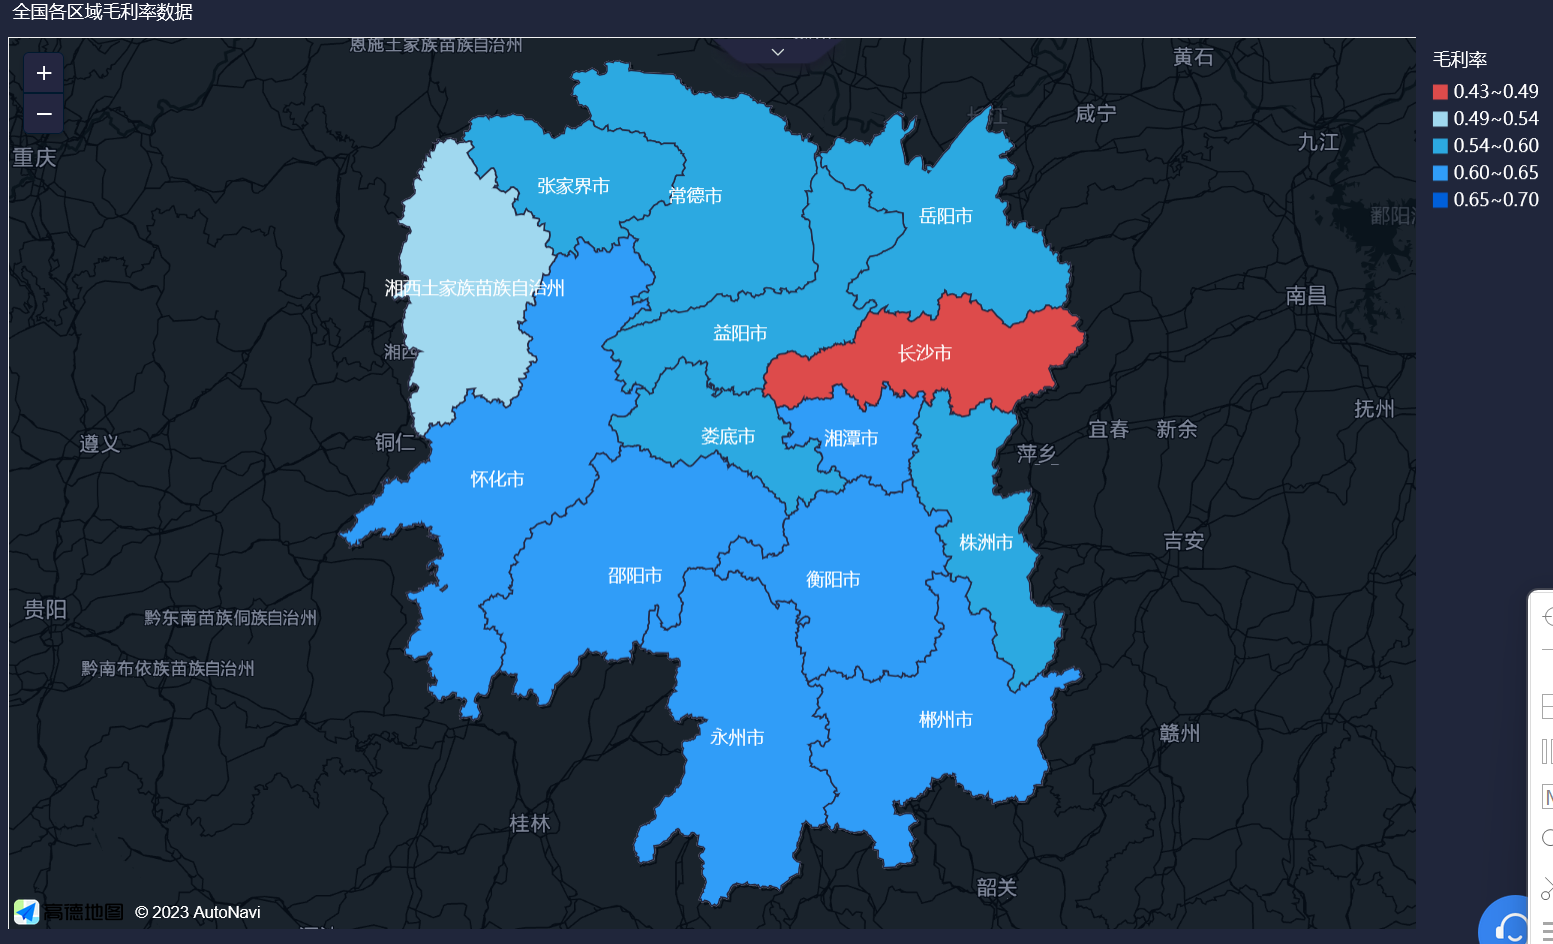 全国各区域毛利率数据
恩施土家族苗族自治州
+
−
黄石
咸宁
长江
九江
重庆
毛利率
0.43~0.49
0.49~0.54
0.54~0.60
0.60~0.65
0.65~0.70
张家界市
常德市
岳阳市
湘西土家族苗族自治州
南昌
益阳市
长沙市
湘西
抚州
遵义
铜仁
娄底市
湘潭市
宜春
新余
萍乡
怀化市
株洲市
吉安
邵阳市
衡阳市
贵阳
黔东南苗族侗族自治州
黔南布依族苗族自治州
永州市
郴州市
赣州
桂林
韶关
高德地图
© 2023 AutoNavi